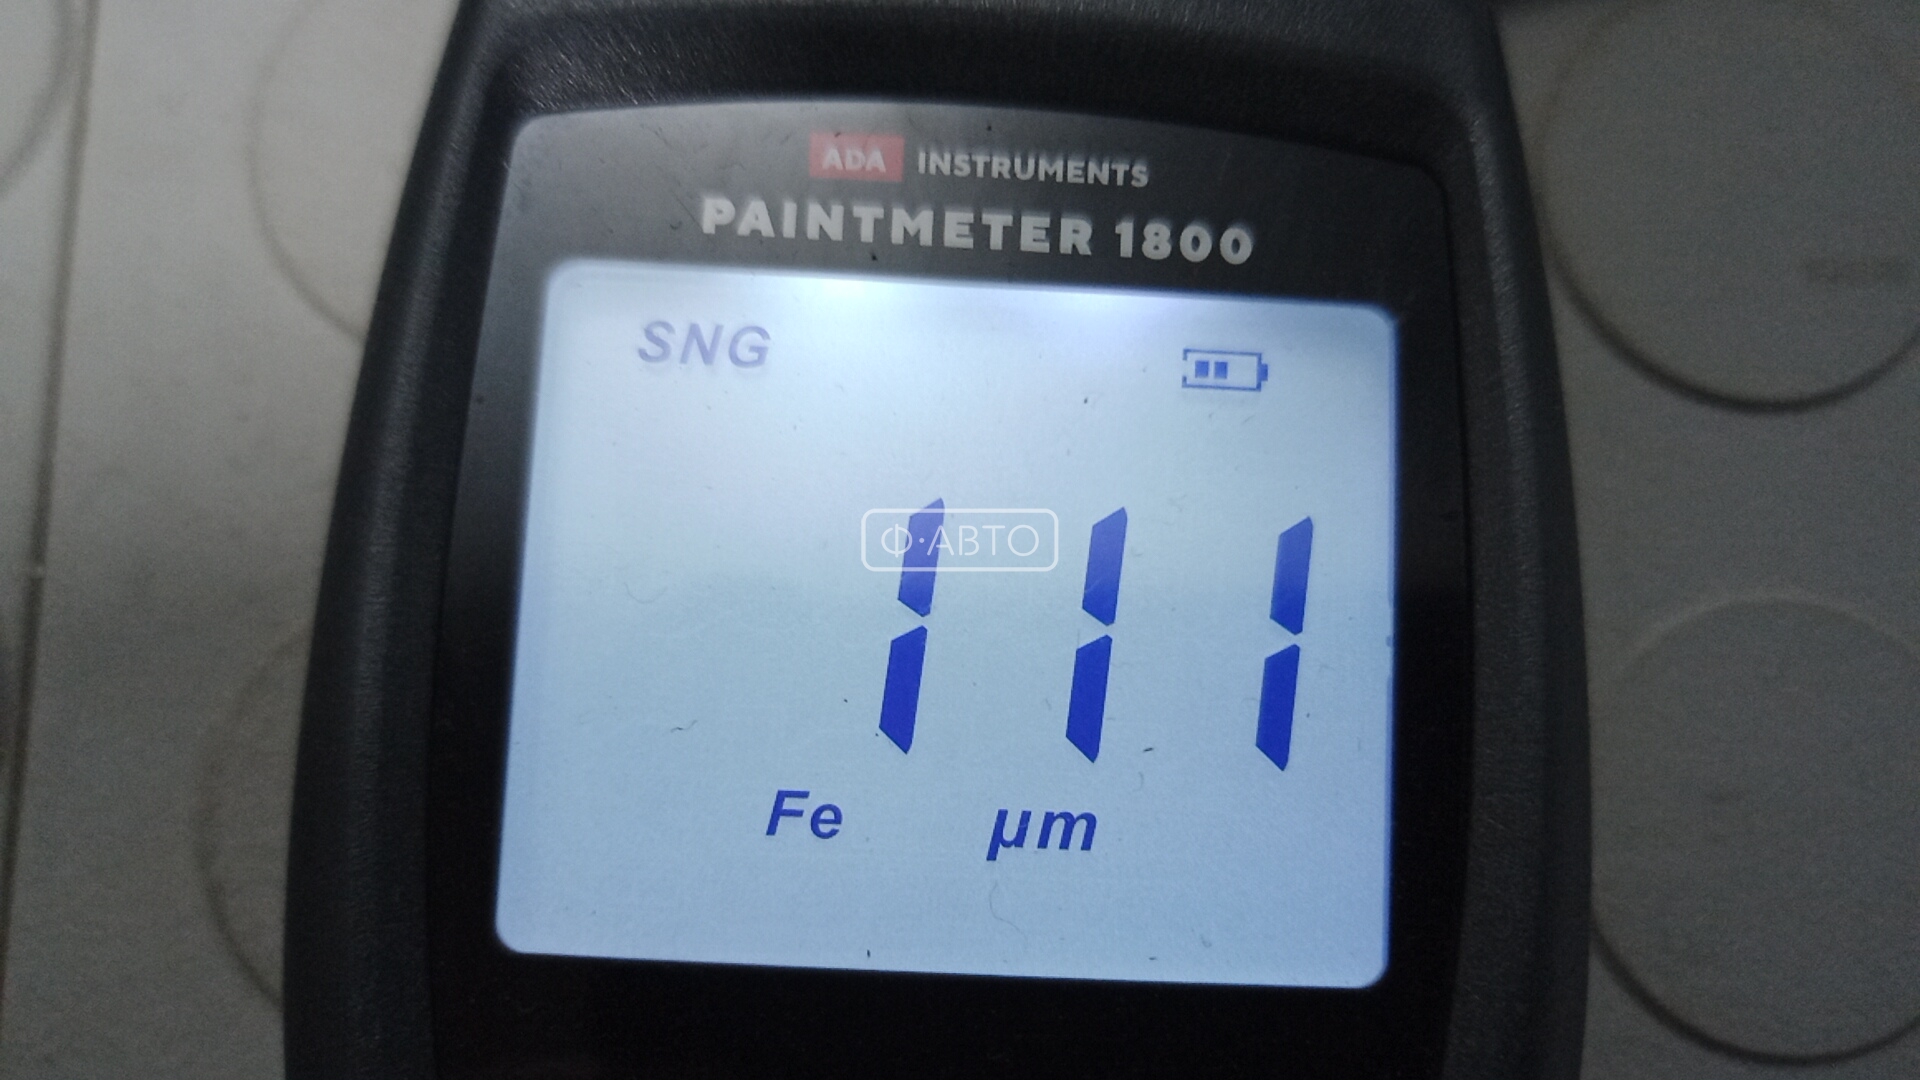 ADA INSTRUMENTS
PAINTMETER 1800
SNG
111
Ф·АВТО
Fe µm